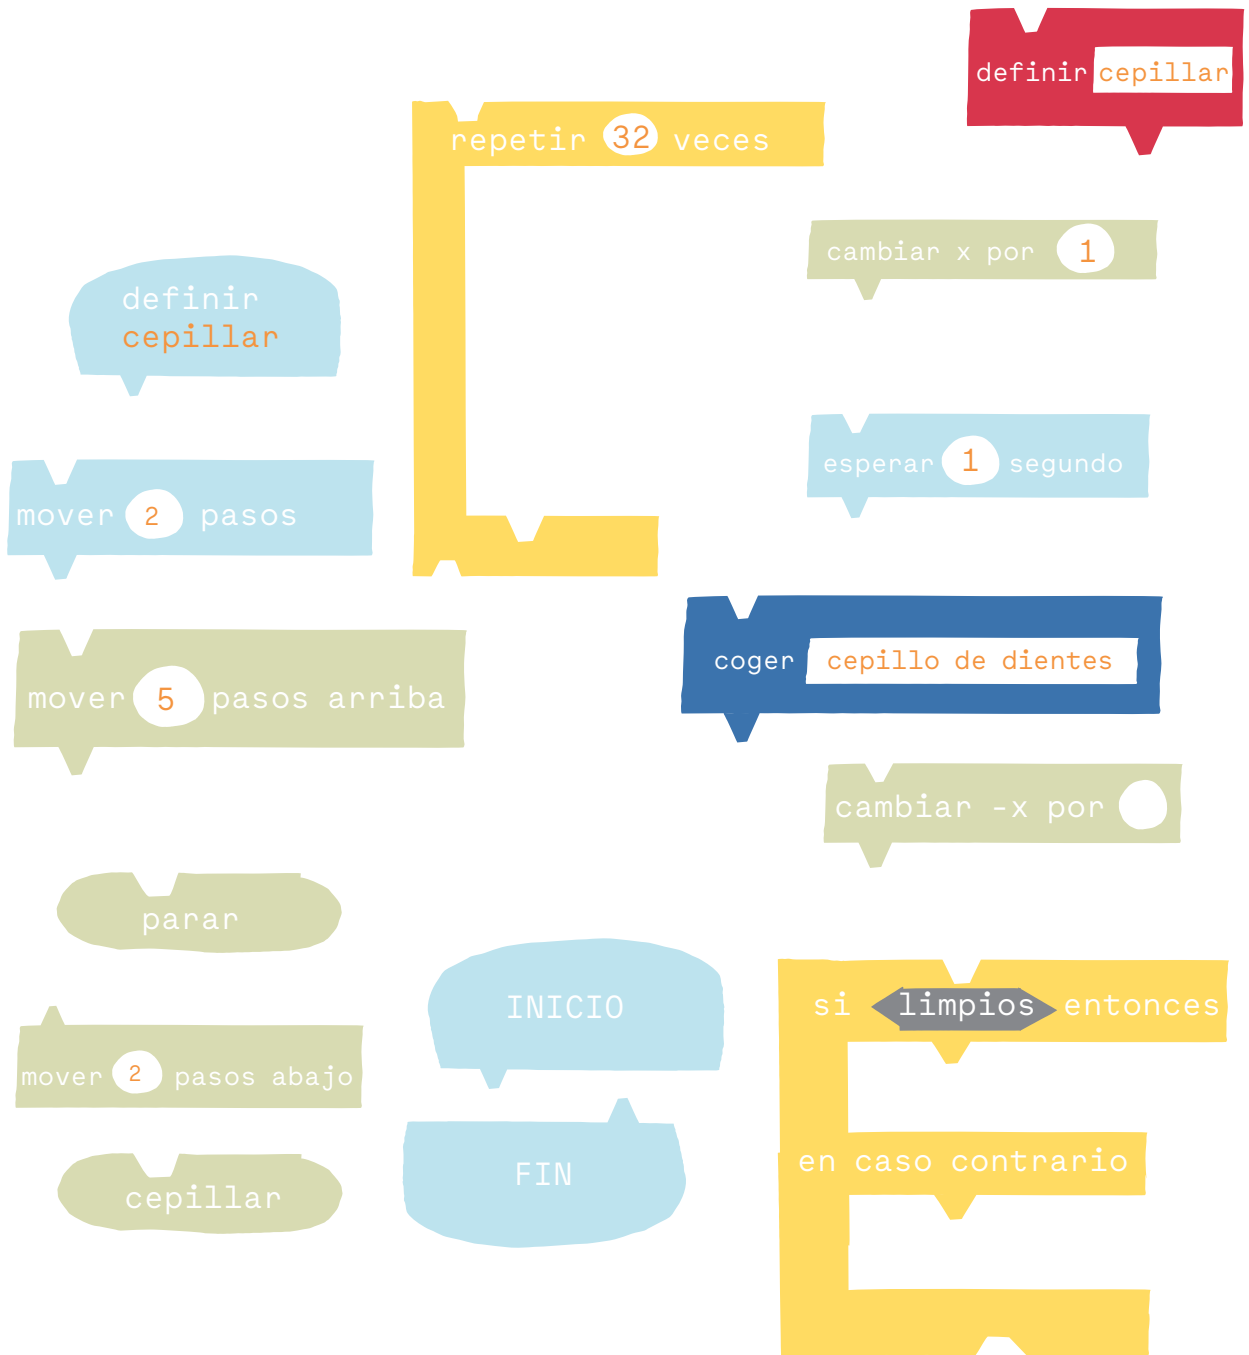 definir cepillar
repetir 32 veces
cambiar x por 1
definir
cepillar
esperar 1 segundo
mover 2 pasos
coger cepillo de dientes
mover 5 pasos arriba
cambiar -x por
parar
INICIO
si limpios entonces
mover 2 pasos abajo
en caso contrario
FIN
cepillar